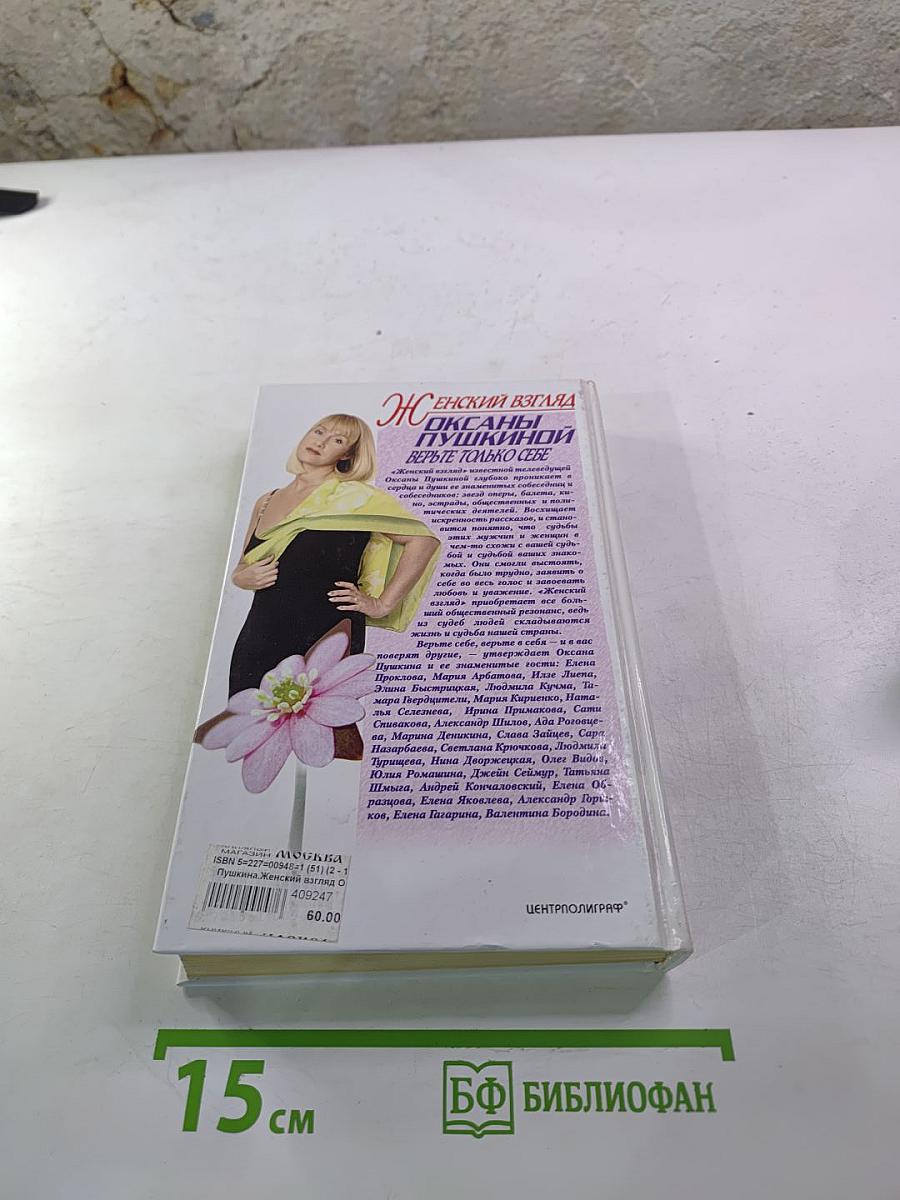 ЖЕНСКИЙ ВЗГЛЯД
ОКСАНЫ
ПУШКИНОЙ
ВЕРЬТЕ ТОЛЬКО СЕБЕ
«Женский взгляд» известной телеведущей
Оксаны Пушкиной глубоко проникает в
сердца и души ее знаменитых собеседниц и
собеседников: звезд оперы, балета, ки-
но, эстрады, общественных и поли-
тических деятелей. Восхищает
искренность рассказов, и стано-
вится понятно, что судьбы
этих мужчин и женщин в
чем-то схожи с вашей судь-
бой и судьбой ваших знако-
мых. Они смогли выстоять,
когда было трудно, заявить о
себе во весь голос и завоевать
любовь и уважение. «Женский
взгляд» приобретает все боль-
ший общественный резонанс, ведь
из судеб людей складываются
жизнь и судьба нашей страны.
Верьте себе, верьте в себя — и в вас
поверят другие, — утверждает Оксана
Пушкина и ее знаменитые гости: Елена
Проклова, Мария Арбатова, Илзе Лиепа,
Элина Быстрицкая, Людмила Кучма, Та-
мара Гвердцители, Мария Кириенко, Ната-
лья Селезнева, Ирина Примакова, Сати
Спивакова, Александр Шилов, Ада Роговце-
ва, Марина Деникина, Слава Зайцев, Сара
Назарбаева, Светлана Крючкова, Людмила
Турищева, Нина Дворжецкая, Олег Видов,
Юлия Ромашина, Джейн Сеймур, Татьяна
Шмыга, Андрей Кончаловский, Елена Об-
разцова, Елена Яковлева, Александр Горш-
ков, Елена Гагарина, Валентина Бородина.
МАГАЗИН МОСКВА
ISBN 5=227=00948=1 (51) (2 - 1
Пушкина.Женский взгляд О
409247
60.00
ЦЕНТРПОЛИГРАФ®
15 см
БФ БИБЛИОФАН